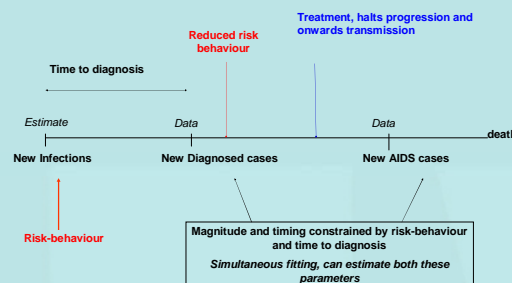 Treatment, halts progression and
onwards transmission
Reduced risk
behaviour
Time to diagnosis
Estimate
Data
Data
death
New Infections
New Diagnosed cases
New AIDS cases
Risk-behaviour
Magnitude and timing constrained by risk-behaviour
and time to diagnosis
Simultaneous fitting, can estimate both these
parameters